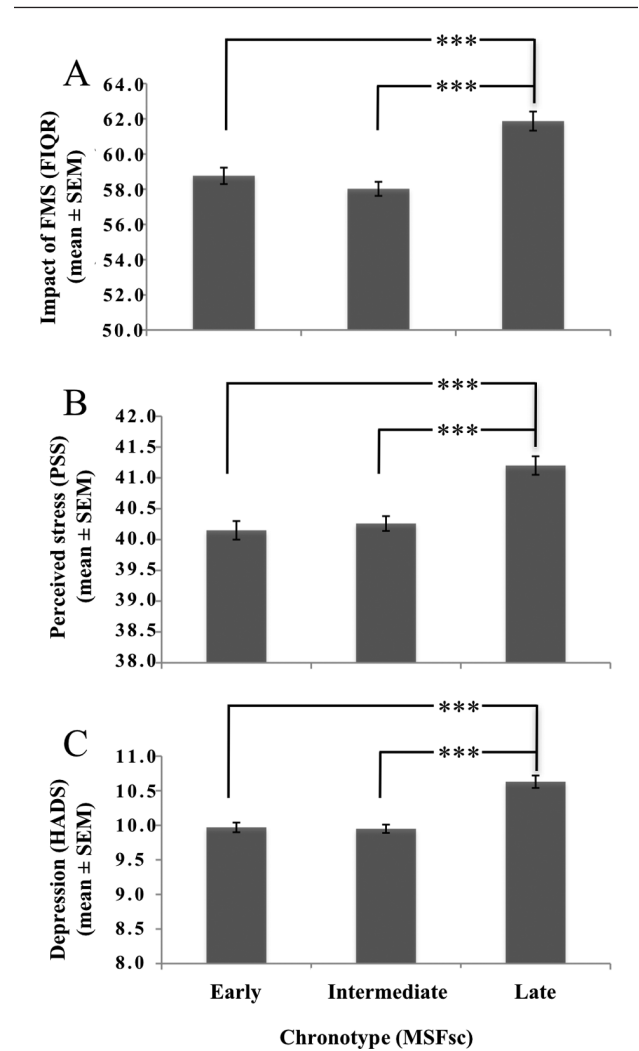 ***
A
***
Impact of FMS (FIQR)
(mean ± SEM)
64.0
62.0
60.0
58.0
56.0
54.0
52.0
50.0
***
B
***
Perceived stress (PSS)
(mean ± SEM)
42.0
41.5
41.0
40.5
40.0
39.5
39.0
38.5
38.0
***
C
***
Depression (HADS)
(mean ± SEM)
11.0
10.5
10.0
9.5
9.0
8.5
8.0
Early Intermediate Late
Chronotype (MSFsc)